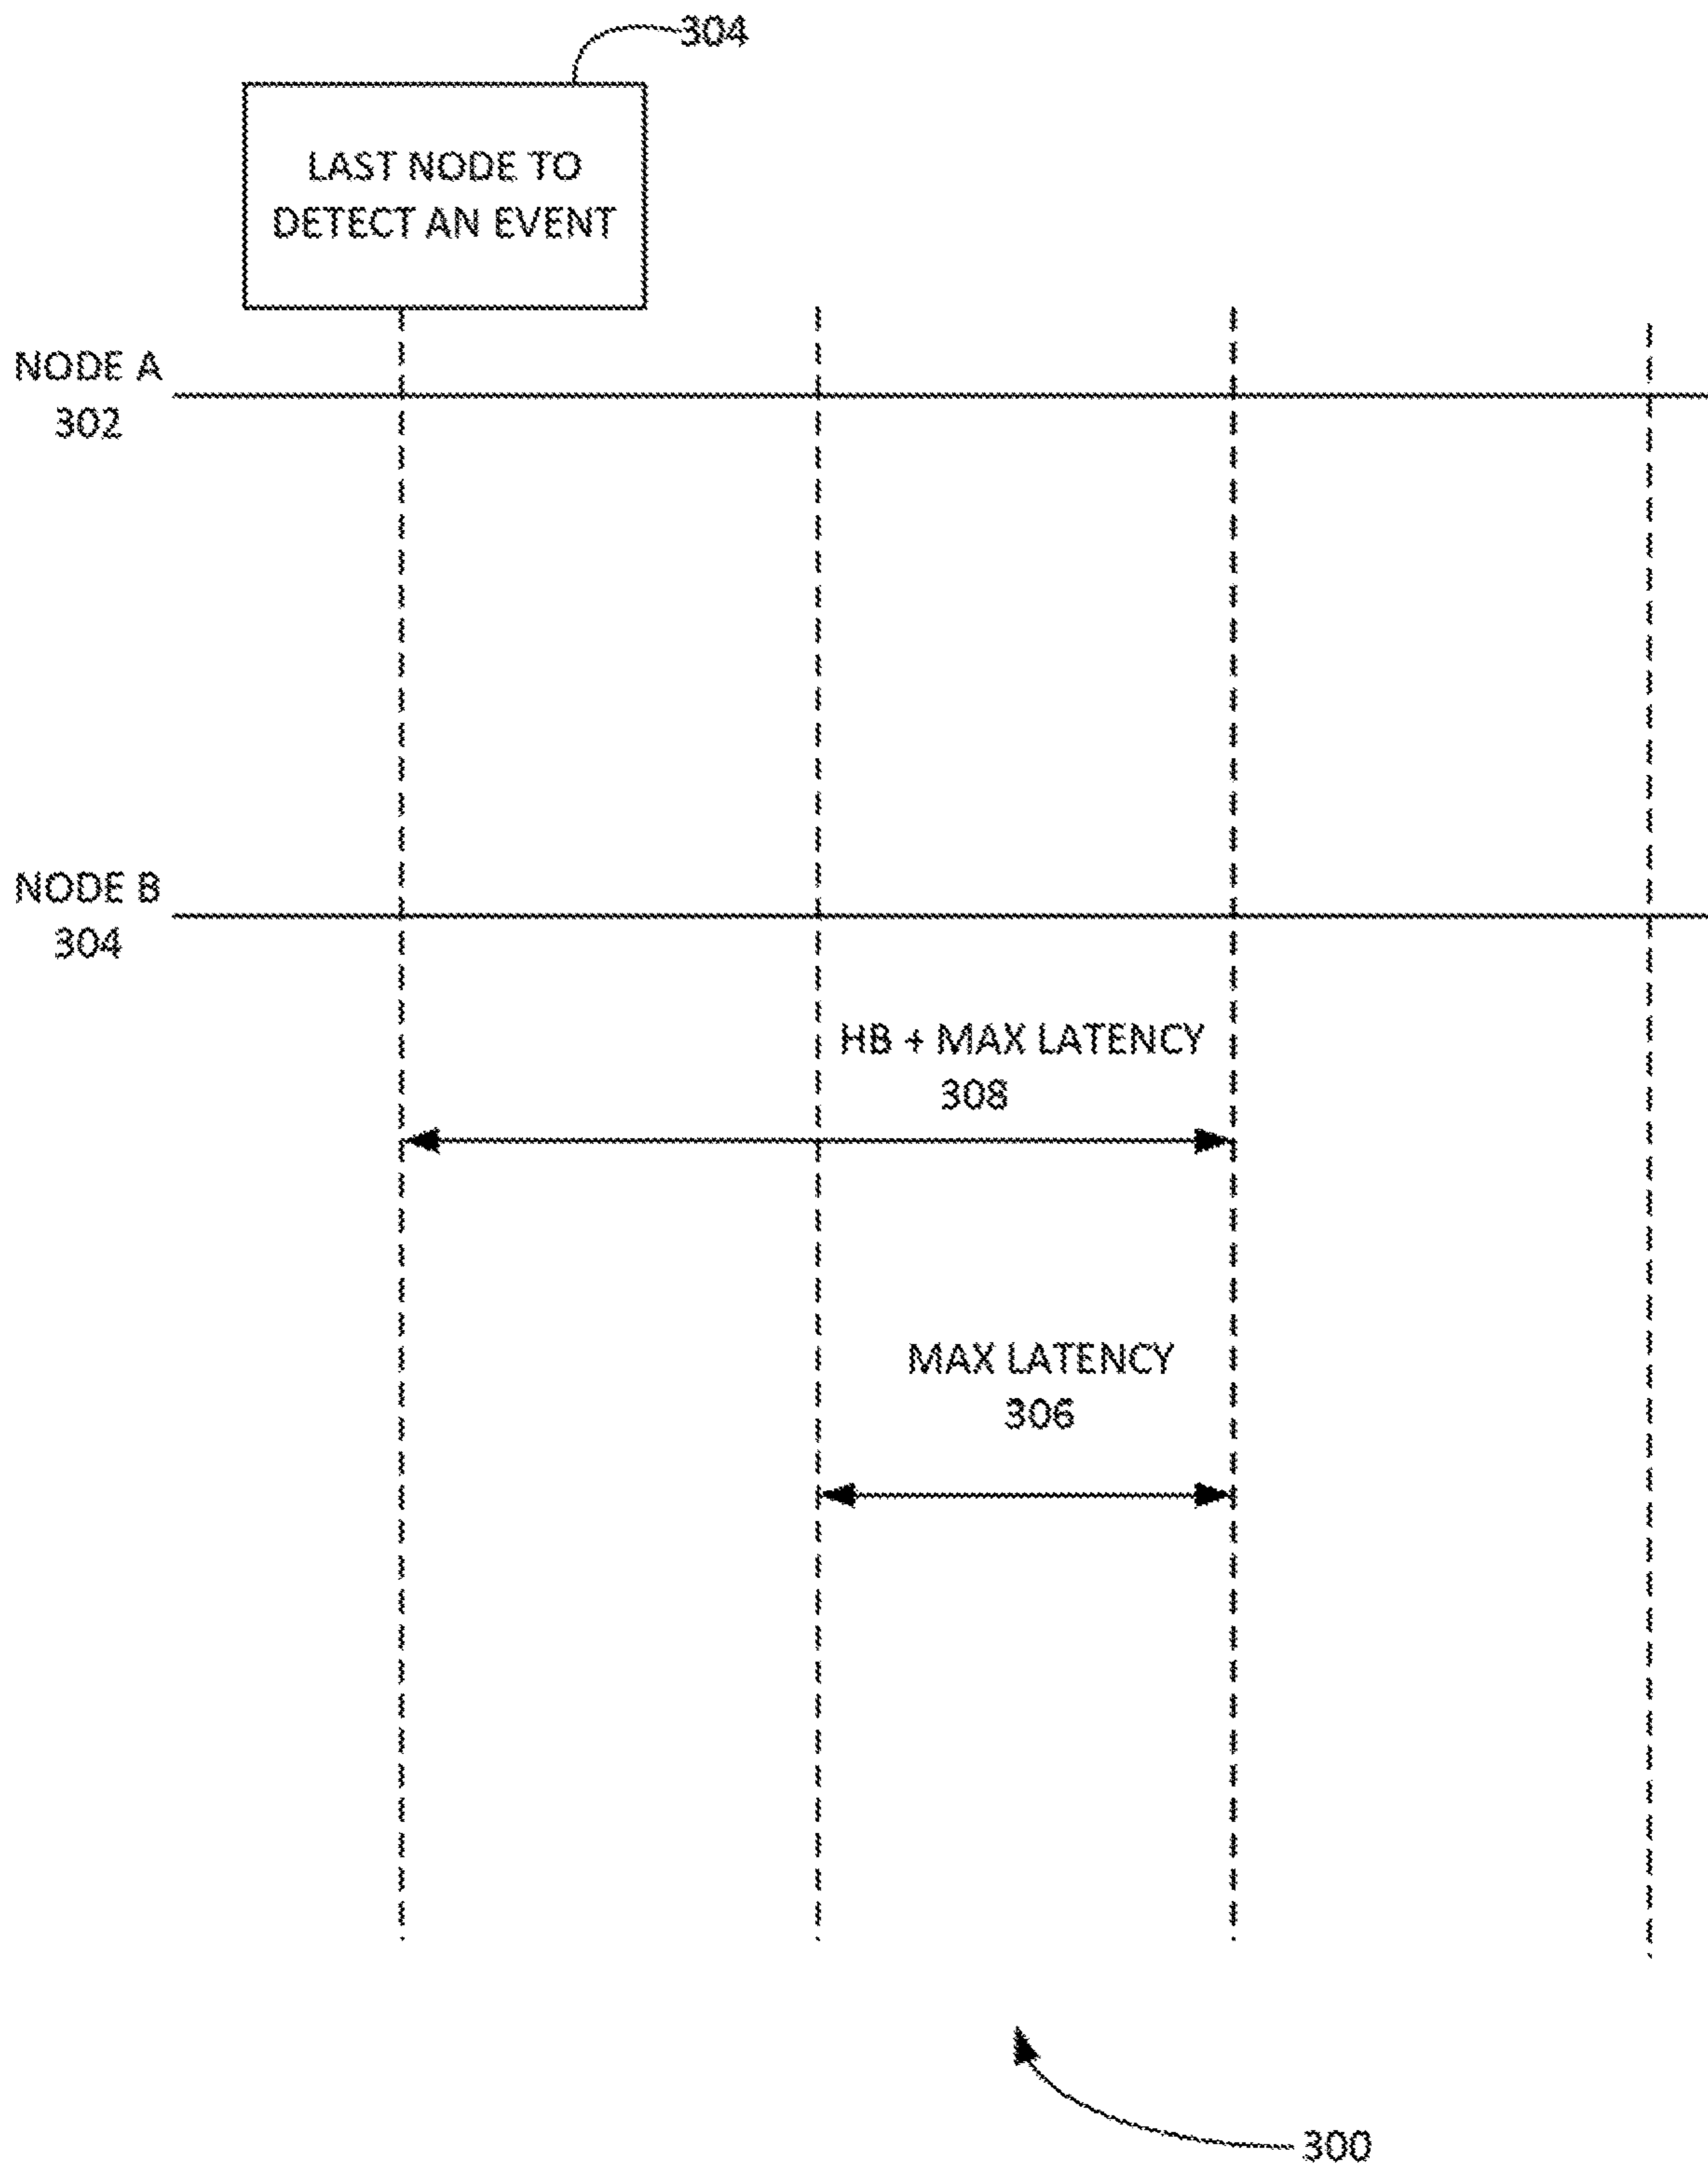 304
LAST NODE TO
DETECT AN EVENT
NODE A
302
NODE B
304
HB + MAX LATENCY
308
MAX LATENCY
306
300